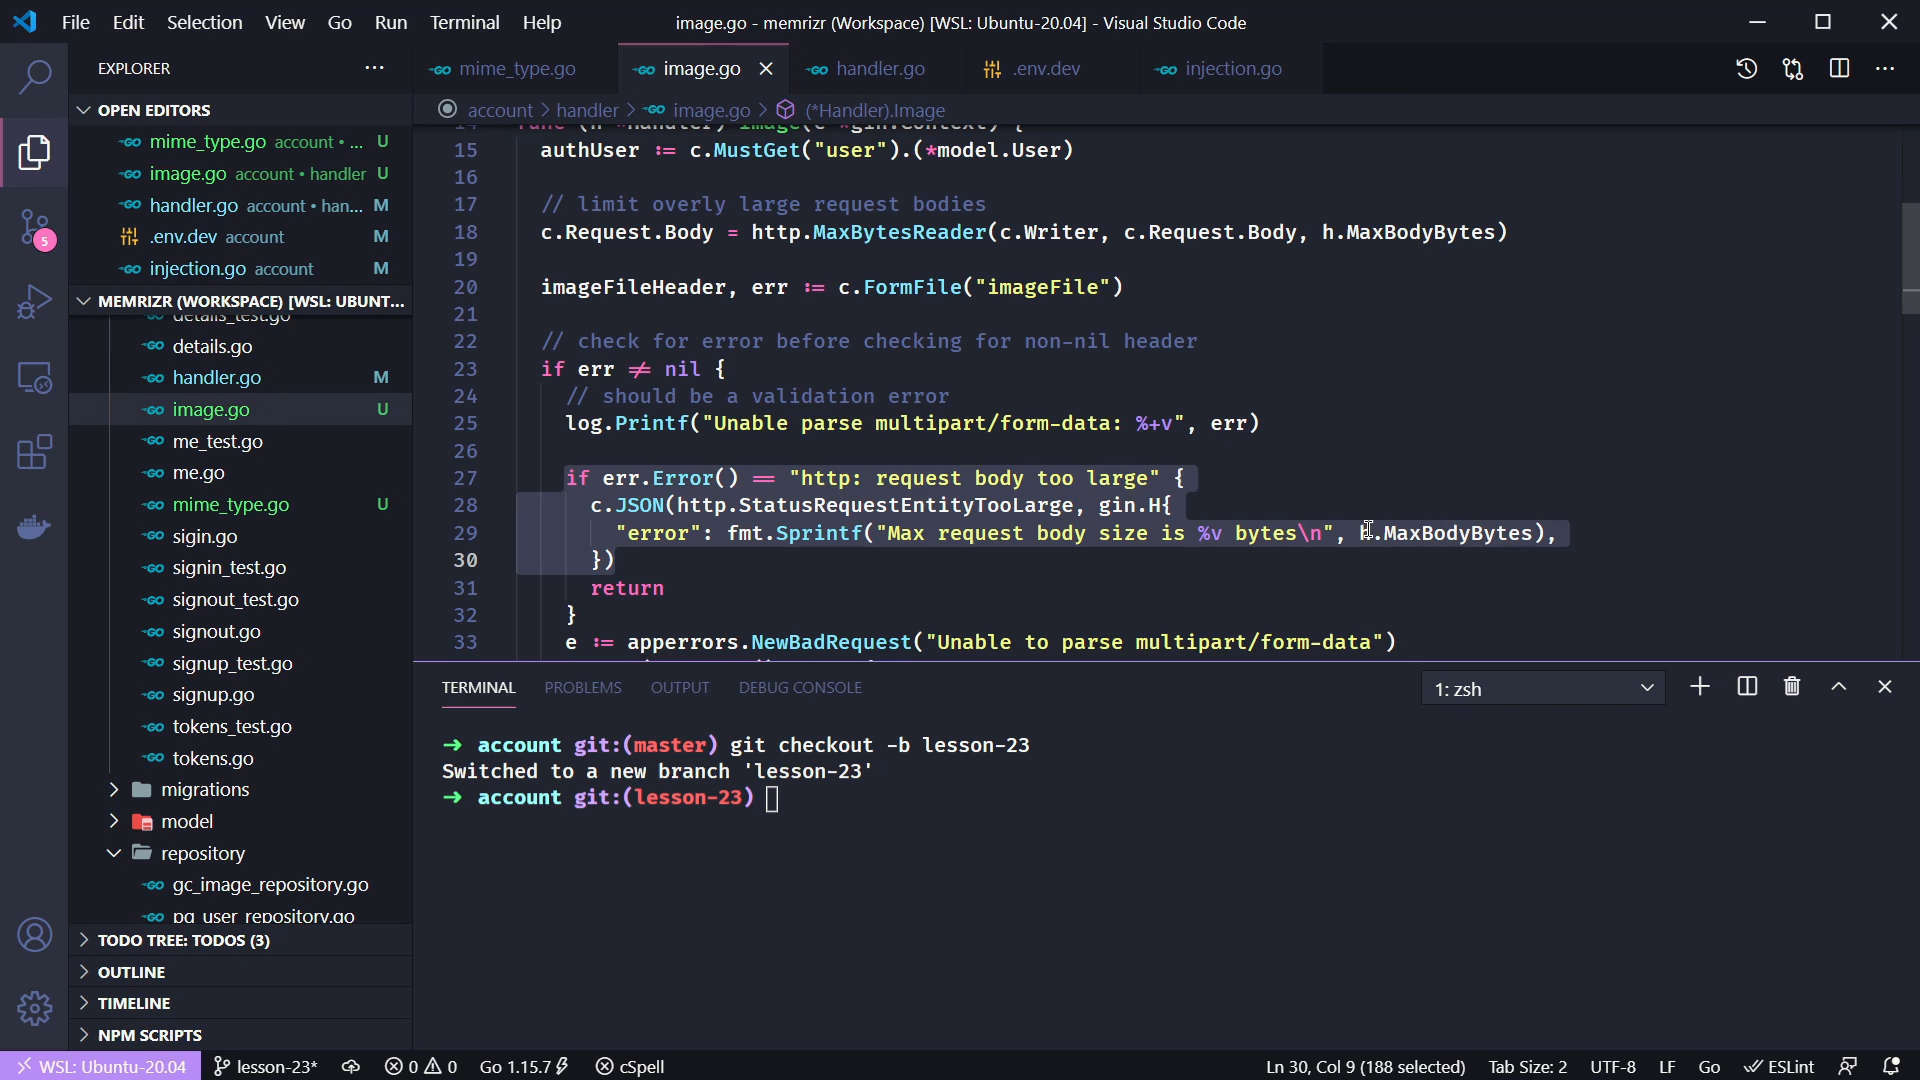 File Edit Selection View Go Run Terminal Help
image.go - memrizr (Workspace) [WSL: Ubuntu-20.04] - Visual Studio Code
EXPLORER
OPEN EDITORS
mime_type.go account • ... U
image.go account • handler U
handler.go account • han... M
.env.dev account M
injection.go account M
MEMRIZR (WORKSPACE) [WSL: UBUNT...
details_test.go
details.go
handler.go M
image.go U
me_test.go
me.go
mime_type.go U
sigin.go
signin_test.go
signout_test.go
signout.go
signup_test.go
signup.go
tokens_test.go
tokens.go
migrations
model
repository
gc_image_repository.go
pg_user_repository.go
TODO TREE: TODOS (3)
OUTLINE
TIMELINE
NPM SCRIPTS
5
mime_type.go image.go handler.go .env.dev injection.go
account > handler > image.go > (*Handler).Image
14 func (h *Handler) Image(c *gin.Context) {
15 authUser := c.MustGet("user").(*model.User)
16
17 // limit overly large request bodies
18 c.Request.Body = http.MaxBytesReader(c.Writer, c.Request.Body, h.MaxBodyBytes)
19
20 imageFileHeader, err := c.FormFile("imageFile")
21
22 // check for error before checking for non-nil header
23 if err ≠ nil {
24 // should be a validation error
25 log.Printf("Unable parse multipart/form-data: %+v", err)
26
27 if err.Error() == "http: request body too large" {
28 c.JSON(http.StatusRequestEntityTooLarge, gin.H{
29 "error": fmt.Sprintf("Max request body size is %v bytes\n", h.MaxBodyBytes),
30 })
31 return
32 }
33 e := apperrors.NewBadRequest("Unable to parse multipart/form-data")
TERMINAL PROBLEMS OUTPUT DEBUG CONSOLE
1: zsh
→ account git:(master) git checkout -b lesson-23
Switched to a new branch 'lesson-23'
→ account git:(lesson-23)
WSL: Ubuntu-20.04 lesson-23* 0 0 Go 1.15.7 cSpell
Ln 30, Col 9 (188 selected) Tab Size: 2 UTF-8 LF Go ESLint